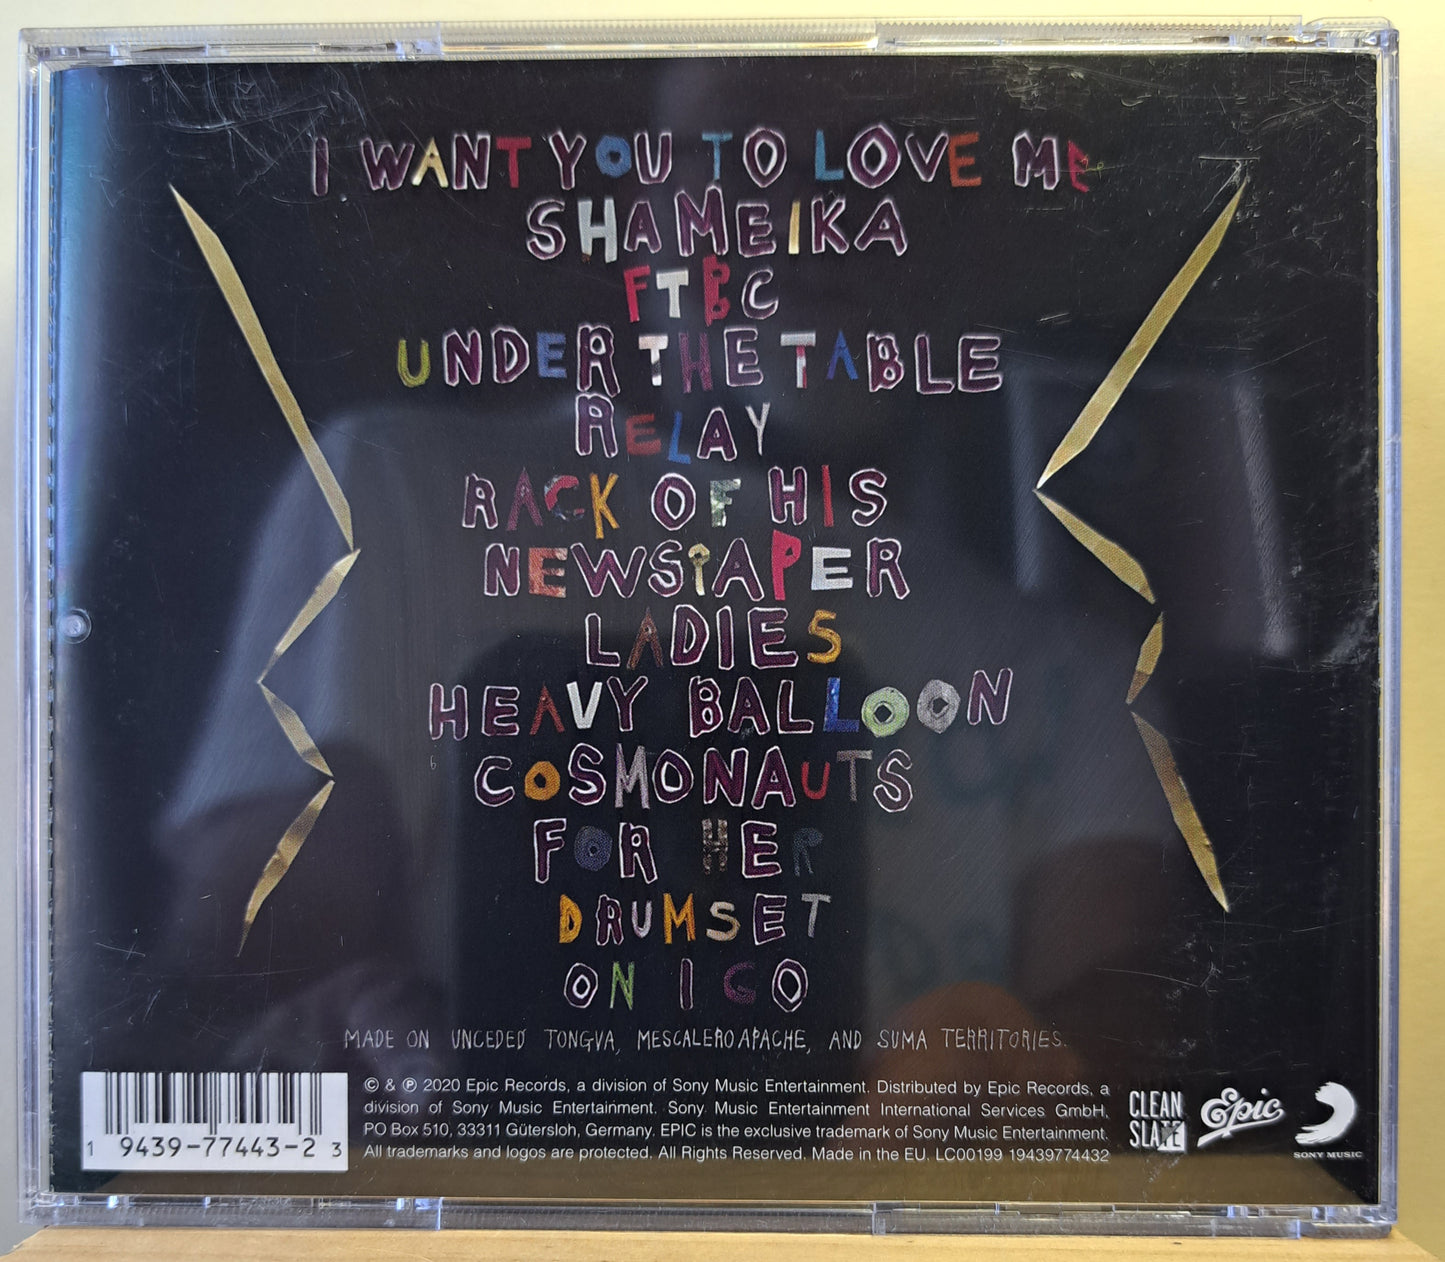 I WANT YOU TO LOVE ME
SHAMEIKA
FTBC
UNDER THE TABLE
RELAY
RACK OF HIS
NEWSPAPER
LADIES
HEAVY BALLOON
COSMONAUTS
FOR HER
DRUMSET
ON I GO
MADE ON UNCEDED TONGVA, MESCALERO APACHE, AND SUMA TERRITORIES.
© & ℗ 2020 Epic Records, a division of Sony Music Entertainment. Distributed by Epic Records, a
division of Sony Music Entertainment. Sony Music Entertainment International Services GmbH,
PO Box 510, 33311 Gütersloh, Germany. EPIC is the exclusive trademark of Sony Music Entertainment.
All trademarks and logos are protected. All Rights Reserved. Made in the EU. LC00199 19439774432
1 9439-77443-2 3
CLEAN
SLATE
Epic
SONY MUSIC